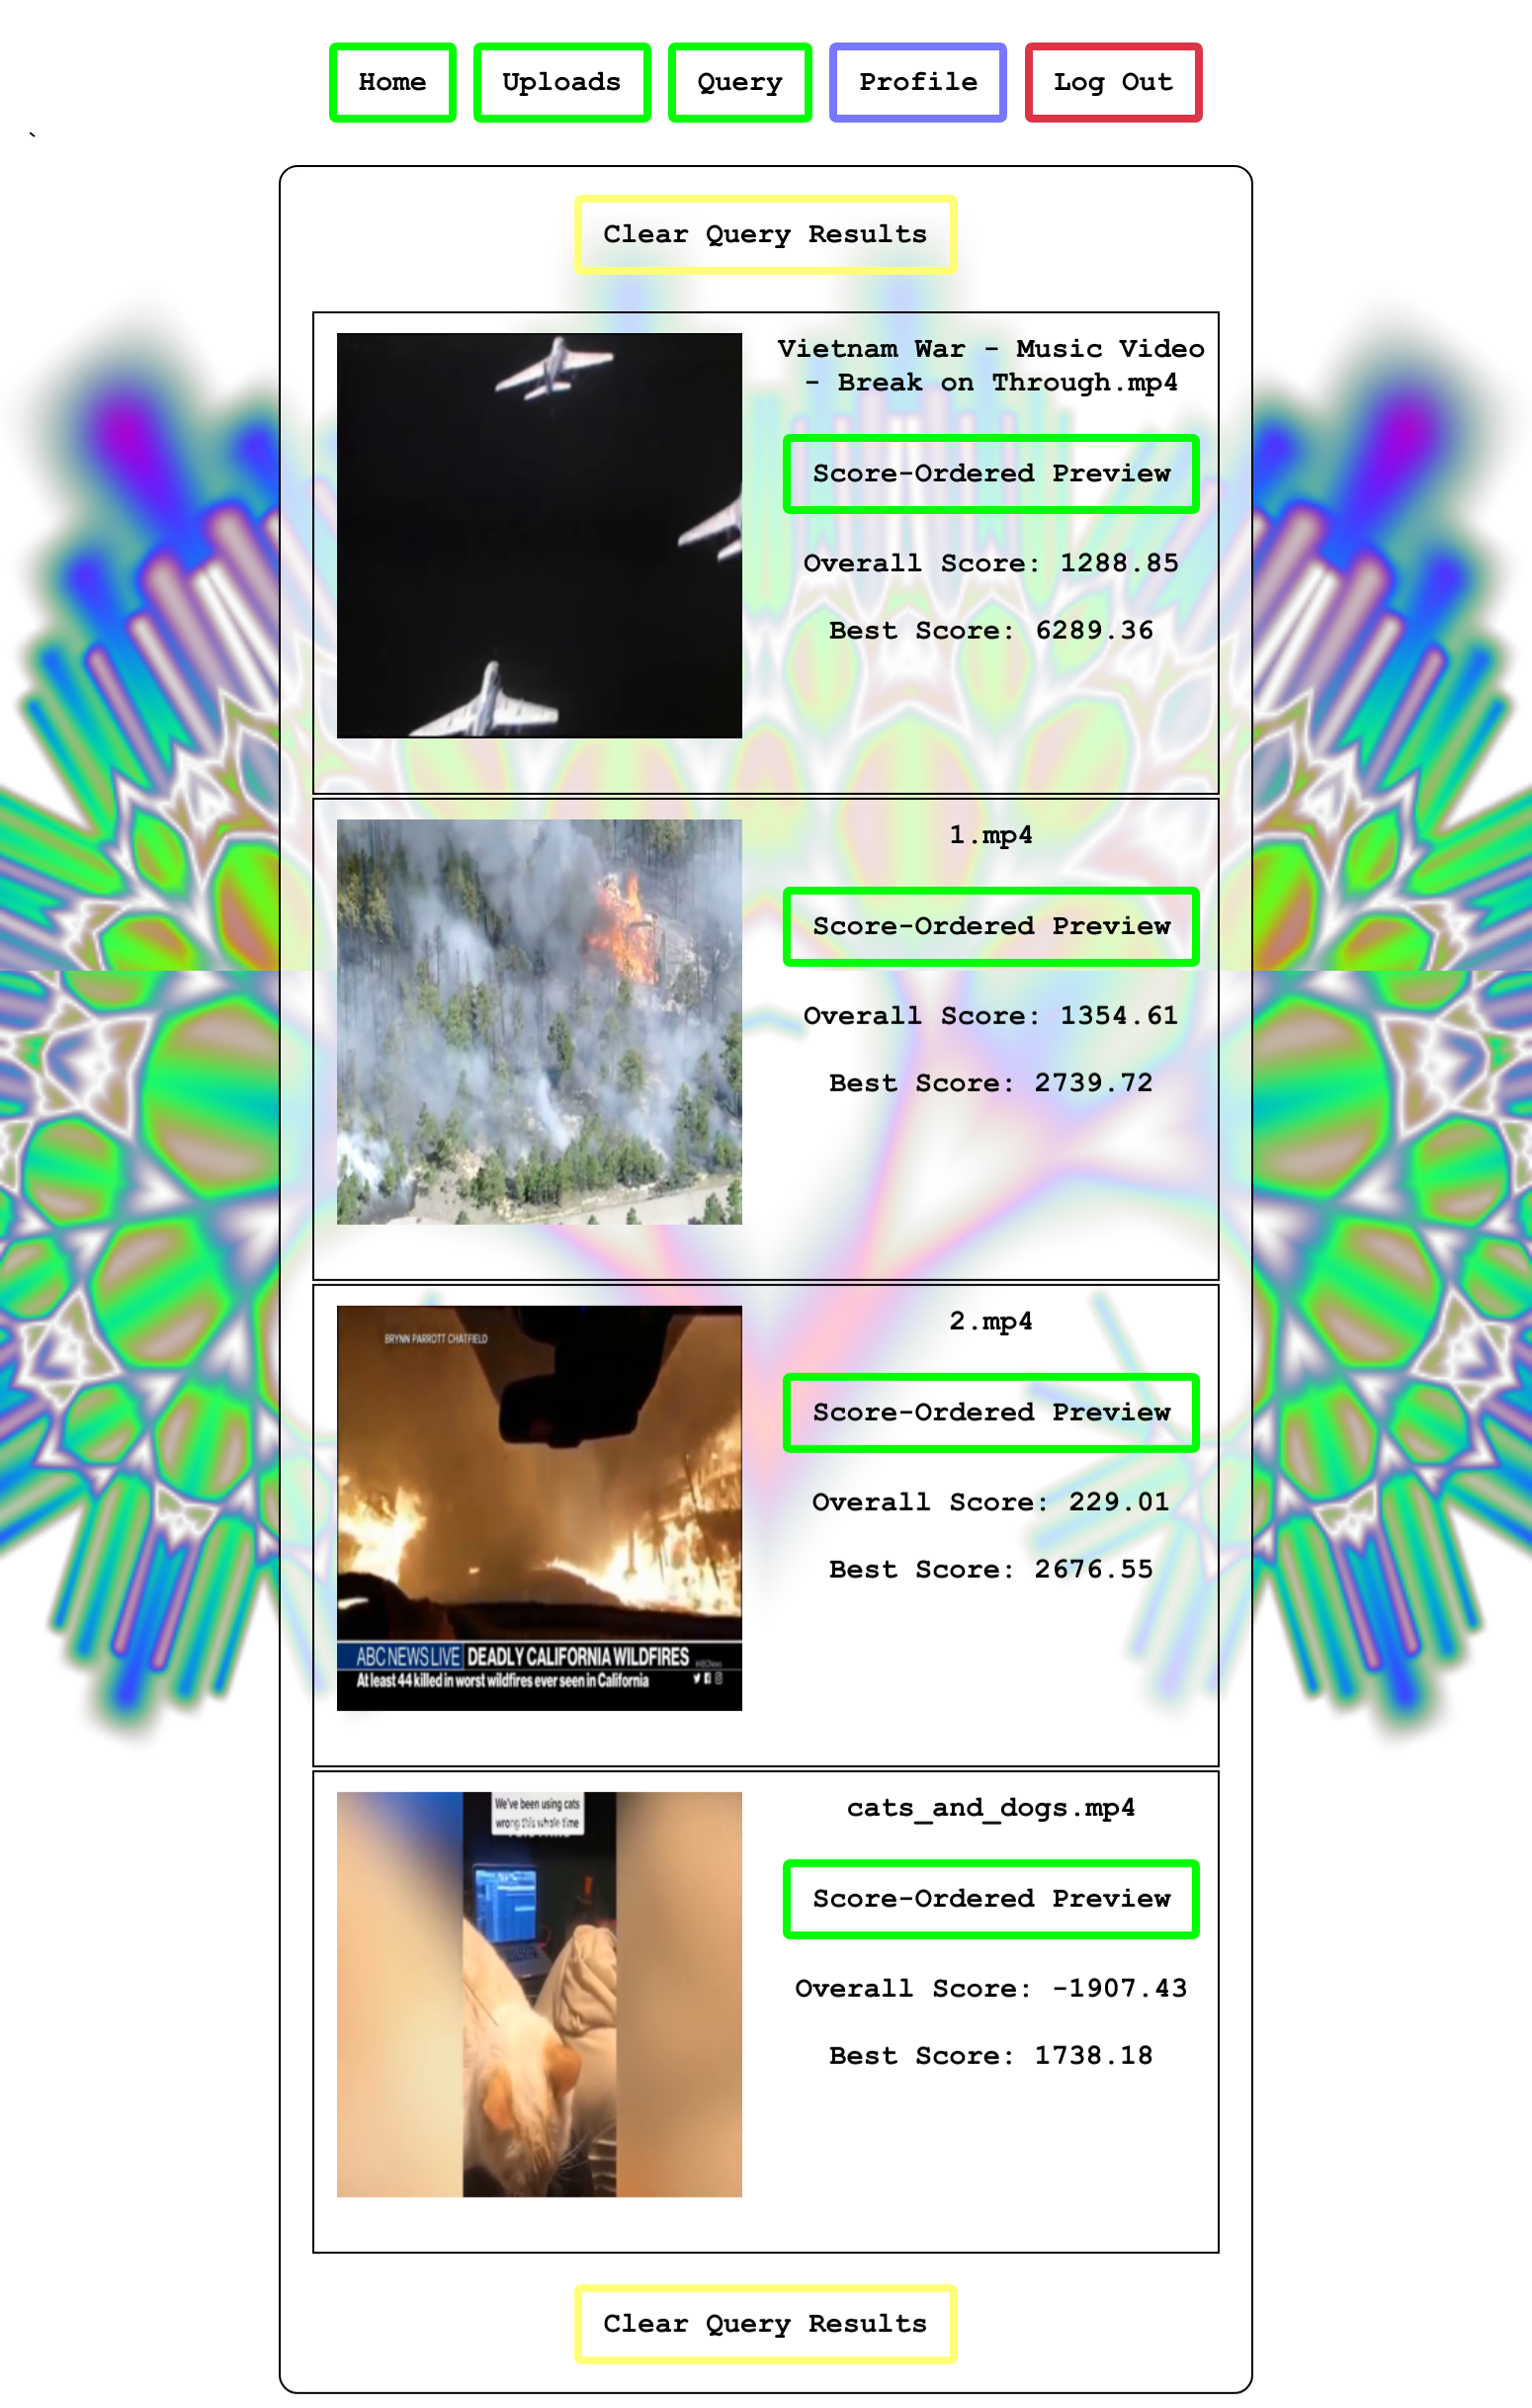 Home Uploads Query Profile Log Out
`
Clear Query Results
Vietnam War - Music Video
- Break on Through.mp4
Score-Ordered Preview
Overall Score: 1288.85
Best Score: 6289.36
1.mp4
Score-Ordered Preview
Overall Score: 1354.61
Best Score: 2739.72
BRYNN PARROTT CHATFIELD
ABC NEWS LIVE DEADLY CALIFORNIA WILDFIRES
#ABCNews
At least 44 killed in worst wildfires ever seen in California
2.mp4
Score-Ordered Preview
Overall Score: 229.01
Best Score: 2676.55
We've been using cats
wrong this whole time
cats_and_dogs.mp4
Score-Ordered Preview
Overall Score: -1907.43
Best Score: 1738.18
Clear Query Results